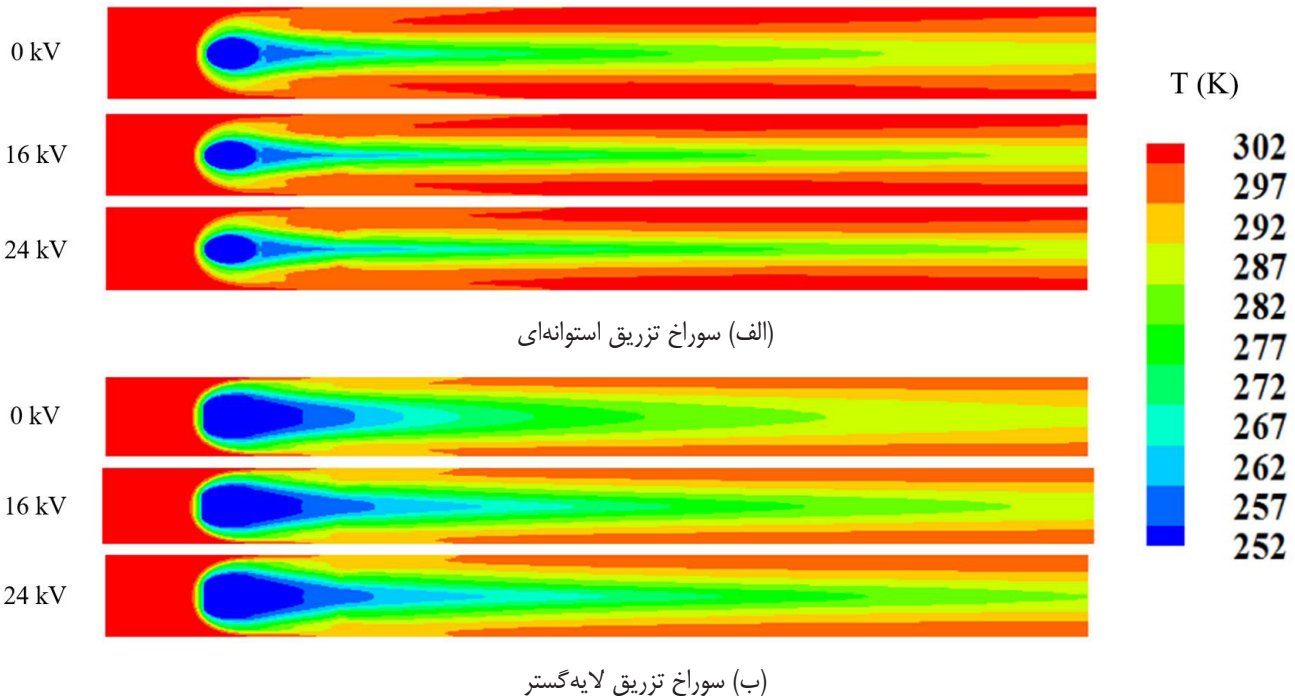 0 kV
16 kV
24 kV
(الف) سوراخ تزریق استوانه‌ای
0 kV
16 kV
24 kV
(ب) سوراخ تزریق لایه‌گستر
T (K)
302
297
292
287
282
277
272
267
262
257
252